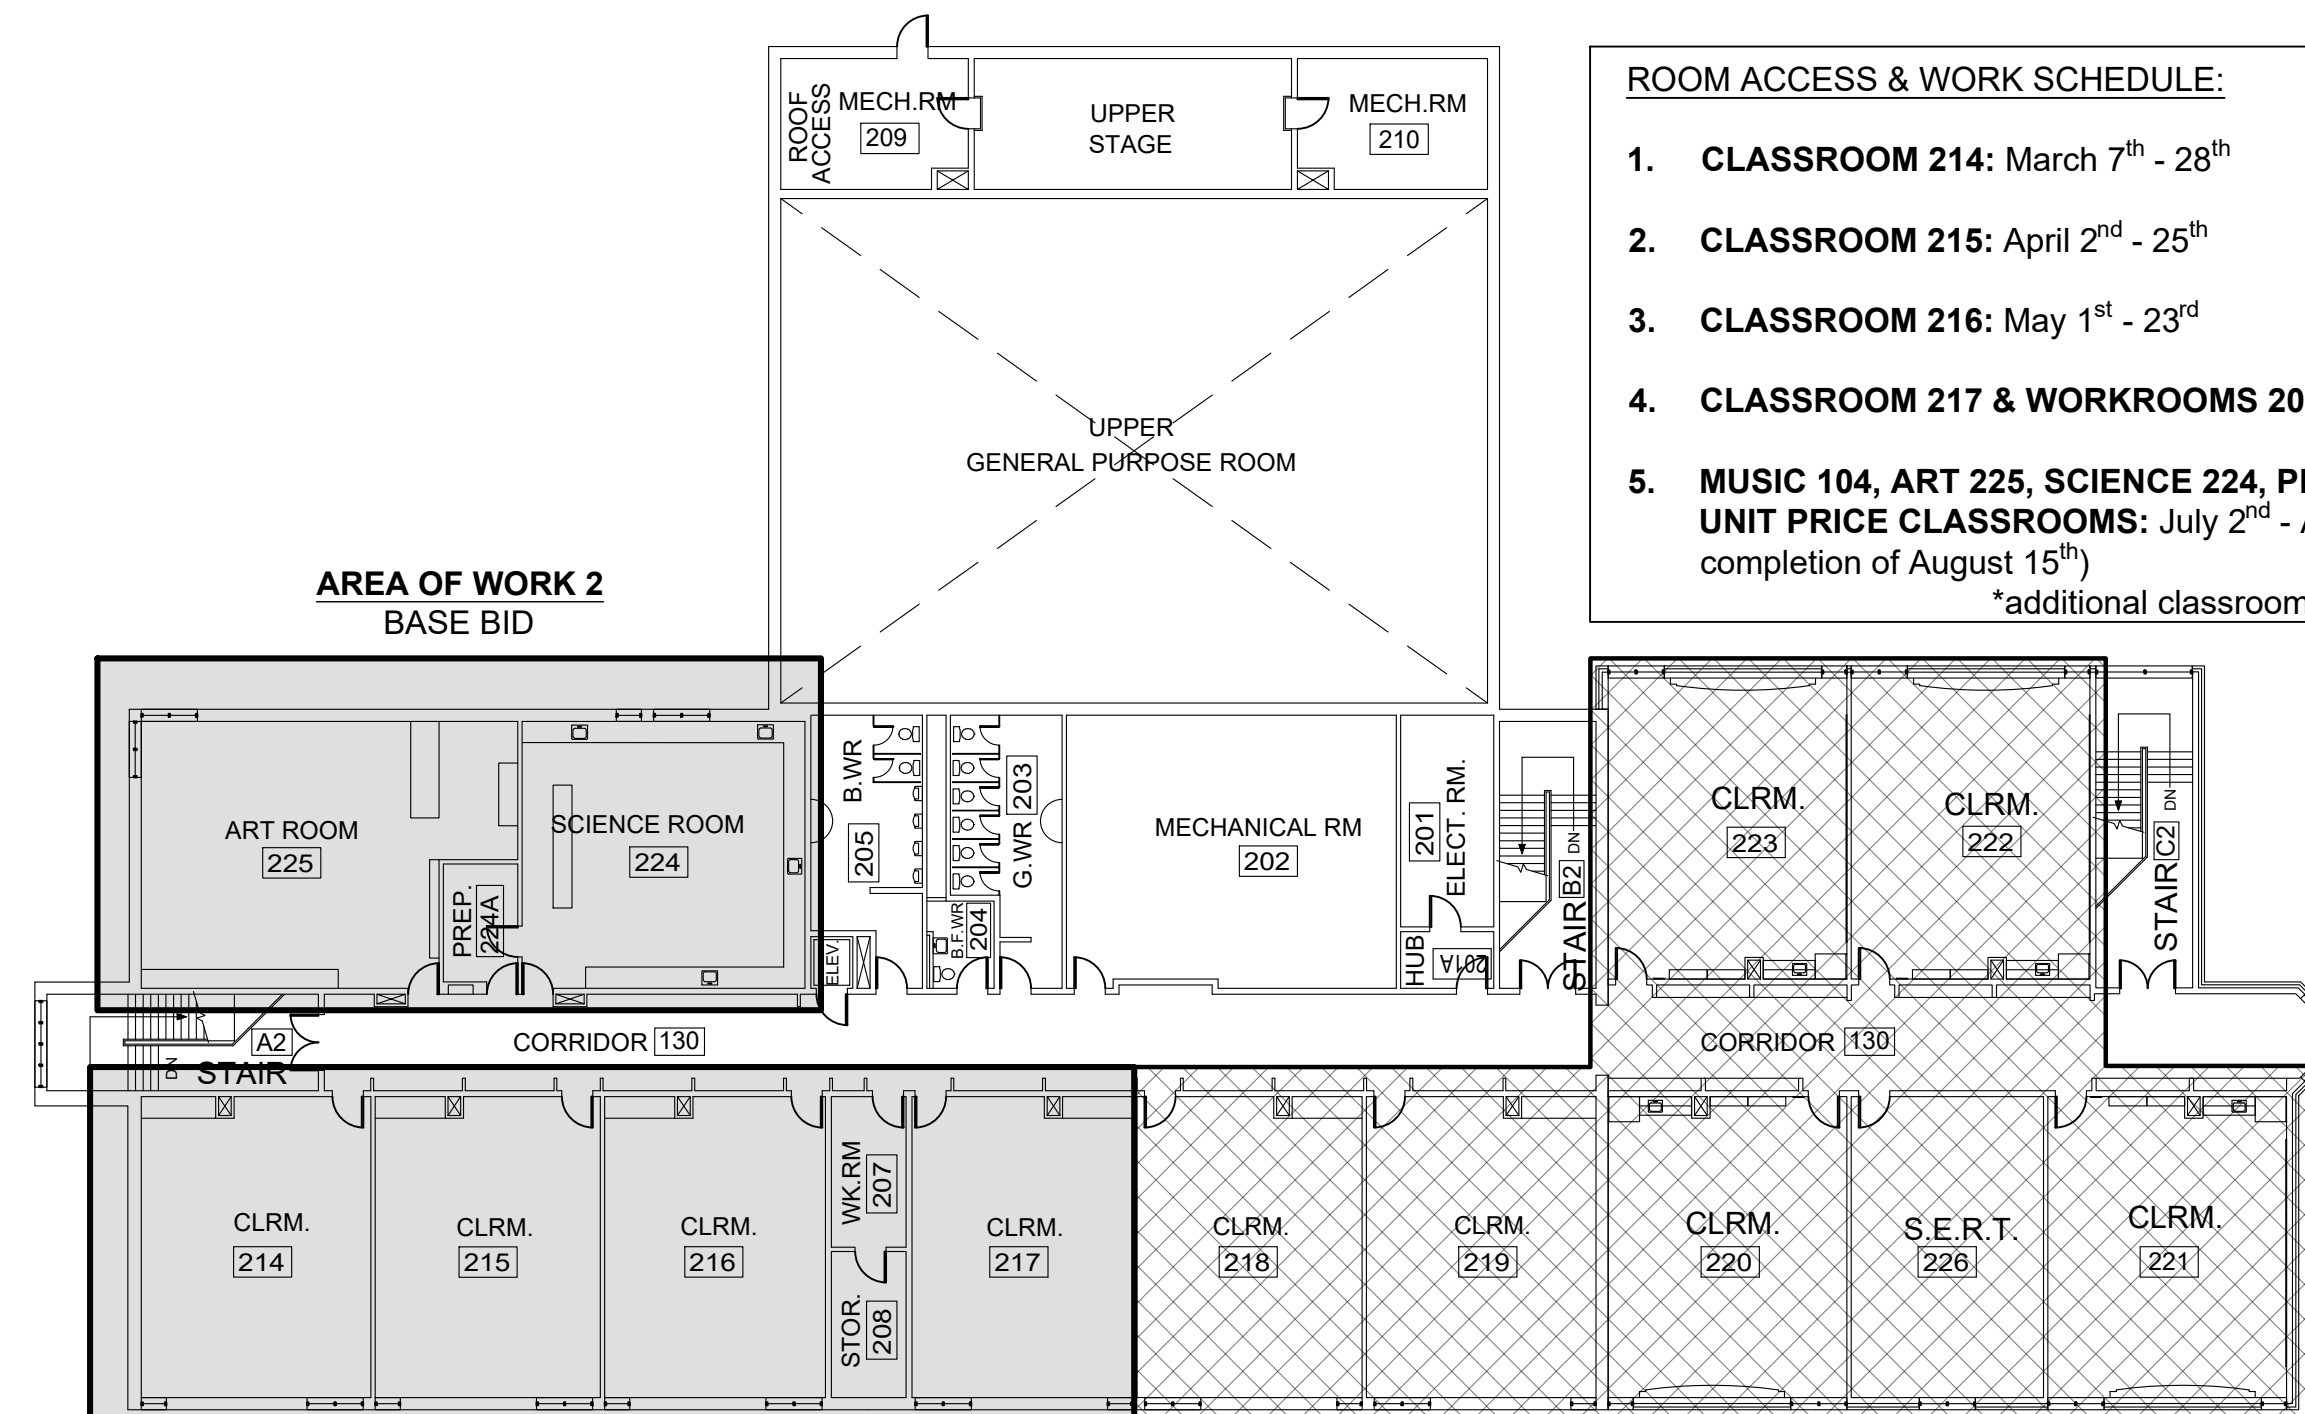 ROOF
ACCESS
MECH.RM
209
UPPER
STAGE
MECH.RM
210
ROOM ACCESS & WORK SCHEDULE:
1. CLASSROOM 214: March 7th - 28th
2. CLASSROOM 215: April 2nd - 25th
3. CLASSROOM 216: May 1st - 23rd
4. CLASSROOM 217 & WORKROOMS 20
5. MUSIC 104, ART 225, SCIENCE 224,
UNIT PRICE CLASSROOMS: July 2nd -
completion of August 15th)
*additional classroom
UPPER
GENERAL PURPOSE ROOM
AREA OF WORK 2
BASE BID
ART ROOM
225
PREP.
224A
SCIENCE ROOM
224
B.WR
205
ELEV.
G.WR 203
B.F.WR
204
MECHANICAL RM
202
201
ELECT. RM.
HUB
201A
STAIR B2
DN
CLRM.
223
CLRM.
222
STAIR C2
DN
DN
STAIR
A2
CORRIDOR 130
CORRIDOR 130
CLRM.
214
CLRM.
215
CLRM.
216
WK.RM
207
STOR.
208
CLRM.
217
CLRM.
218
CLRM.
219
CLRM.
220
S.E.R.T.
226
CLRM.
221